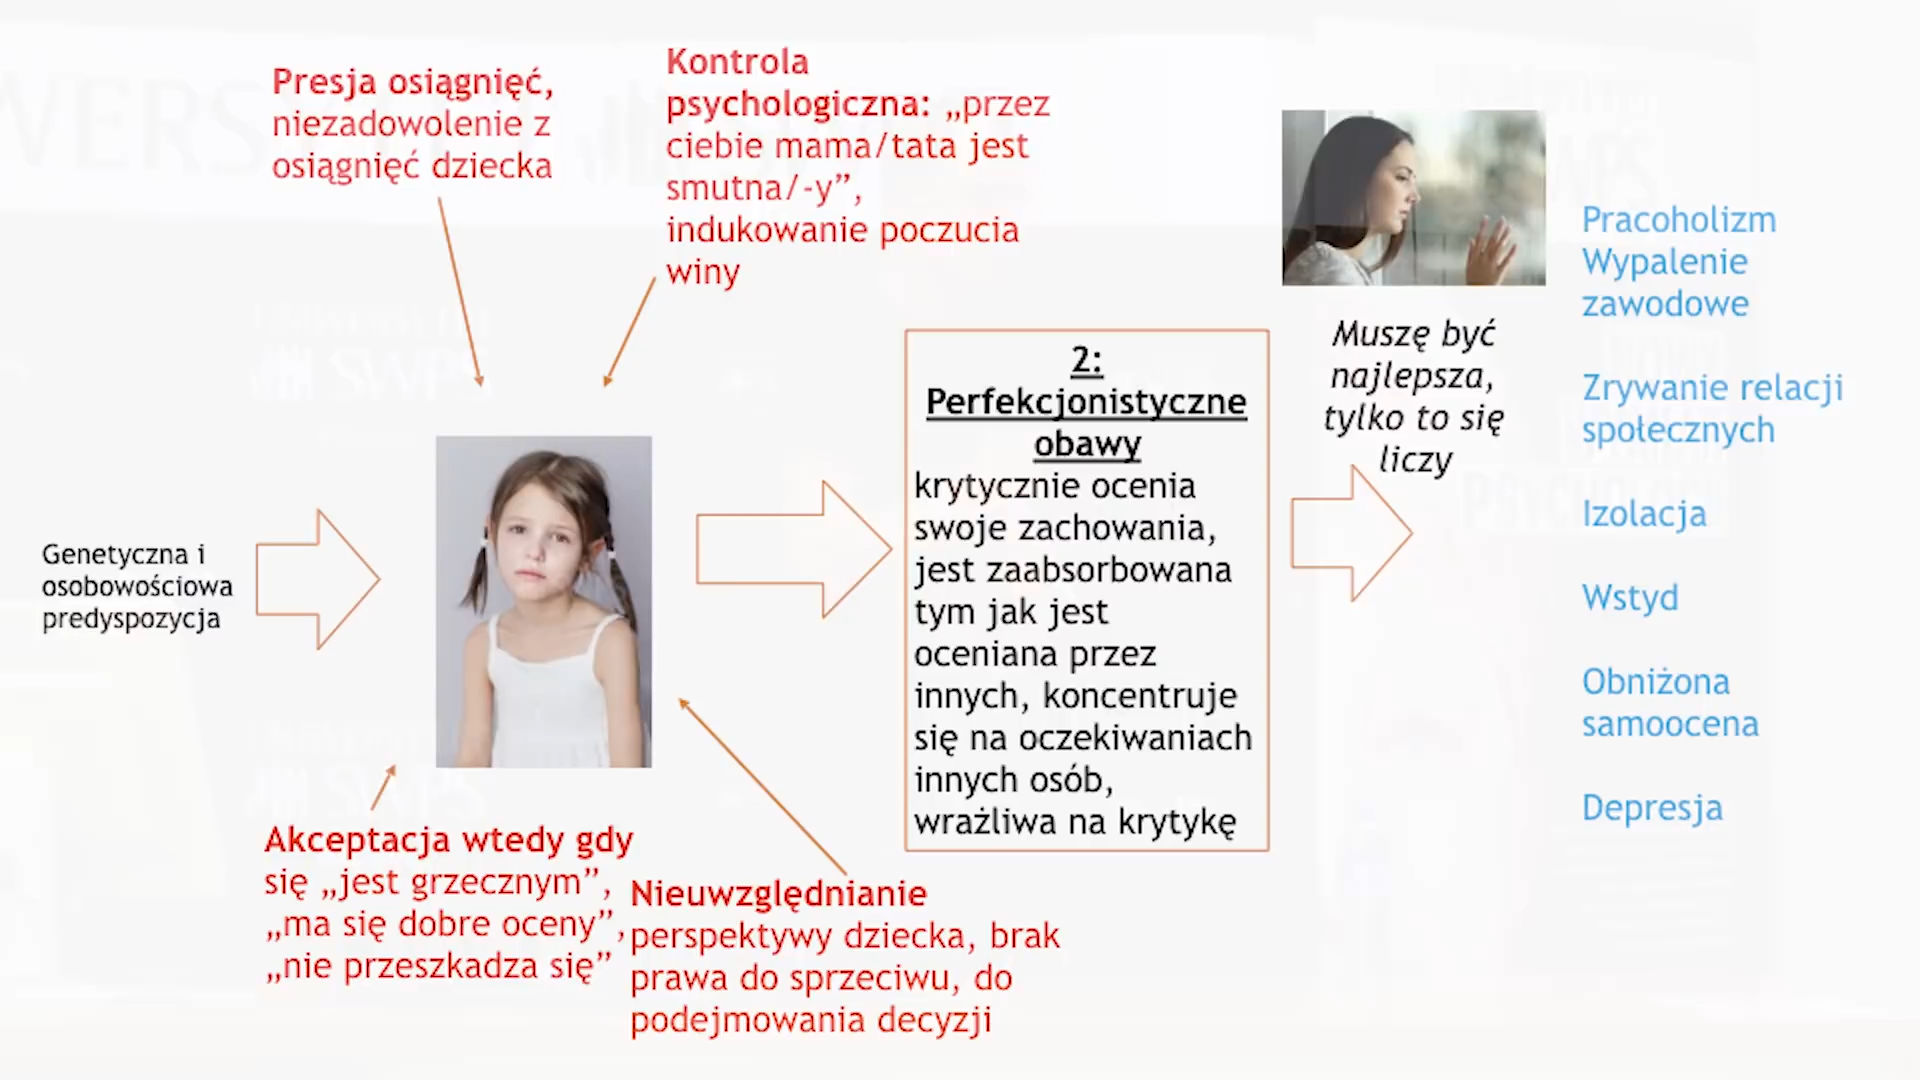 Presja osiągnięć,
niezadowolenie z
osiągnięć dziecka
Kontrola
psychologiczna: „przez
ciebie mama/tata jest
smutna/-y”,
indukowanie poczucia
winy
Genetyczna i
osobowościowa
predyspozycja
Akceptacja wtedy gdy
się „jest grzecznym”,
„ma się dobre oceny”,
„nie przeszkadza się”
Nieuwzględnianie
perspektywy dziecka, brak
prawa do sprzeciwu, do
podejmowania decyzji
2:
Perfekcjonistyczne
obawy
krytycznie ocenia
swoje zachowania,
jest zaabsorbowana
tym jak jest
oceniana przez
innych, koncentruje
się na oczekiwaniach
innych osób,
wrażliwa na krytykę
Muszę być
najlepsza,
tylko to się
liczy
Pracoholizm
Wypalenie
zawodowe
Zrywanie relacji
społecznych
Izolacja
Wstyd
Obniżona
samoocena
Depresja
SWPS
SWPS